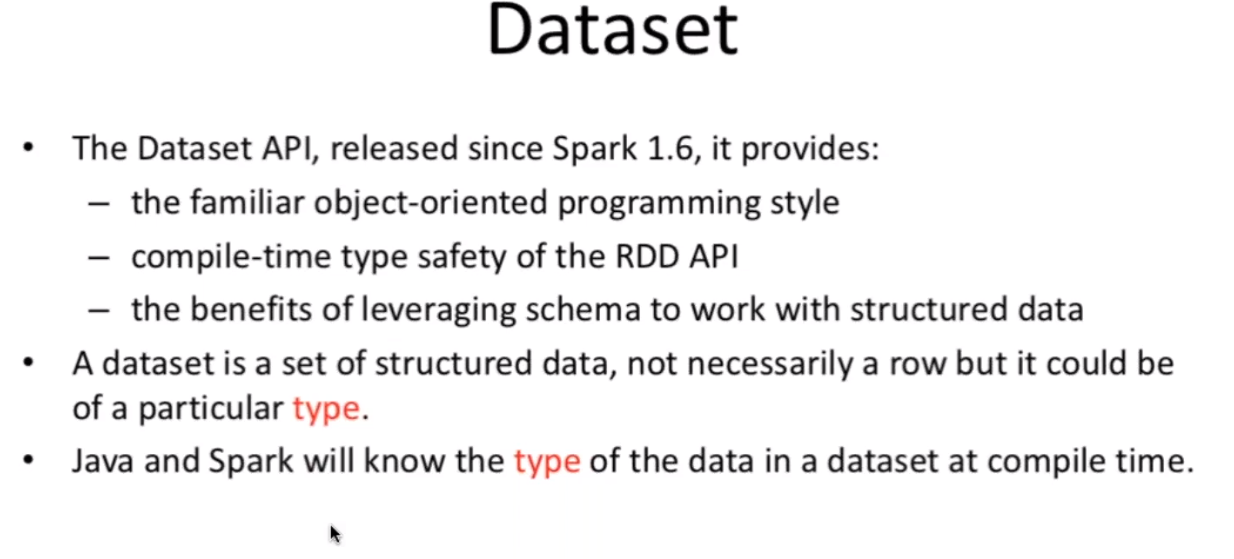 Dataset
• The Dataset API, released since Spark 1.6, it provides:
– the familiar object-oriented programming style
– compile-time type safety of the RDD API
– the benefits of leveraging schema to work with structured data
• A dataset is a set of structured data, not necessarily a row but it could be
of a particular type.
• Java and Spark will know the type of the data in a dataset at compile time.